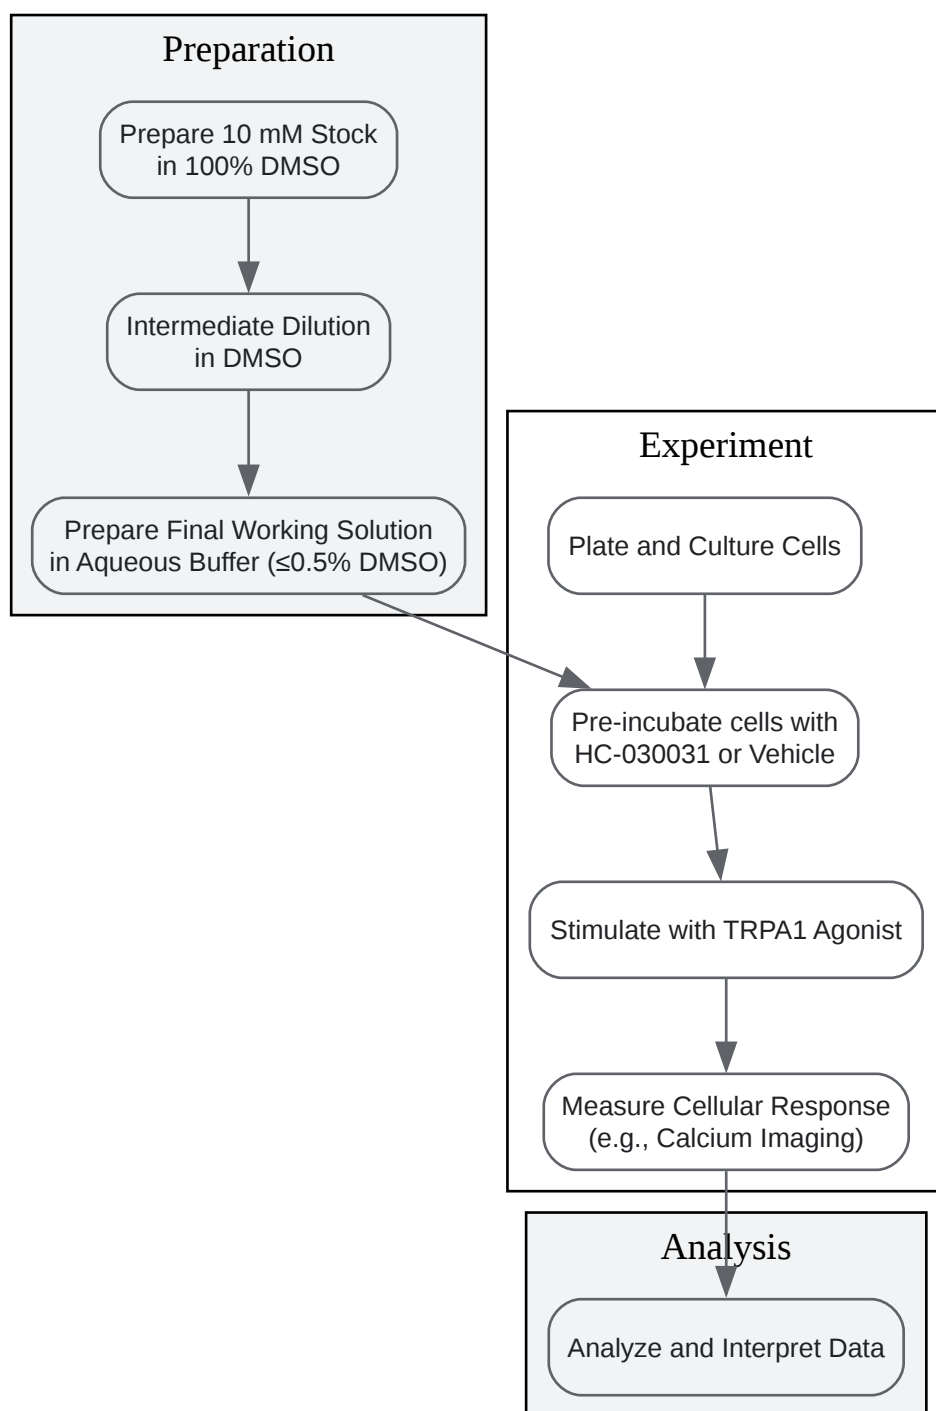 Preparation
Prepare 10 mM Stock
in 100% DMSO
Intermediate Dilution
in DMSO
Prepare Final Working Solution
in Aqueous Buffer (≤0.5% DMSO)
Experiment
Plate and Culture Cells
Pre-incubate cells with
HC-030031 or Vehicle
Stimulate with TRPA1 Agonist
Measure Cellular Response
(e.g., Calcium Imaging)
Analysis
Analyze and Interpret Data